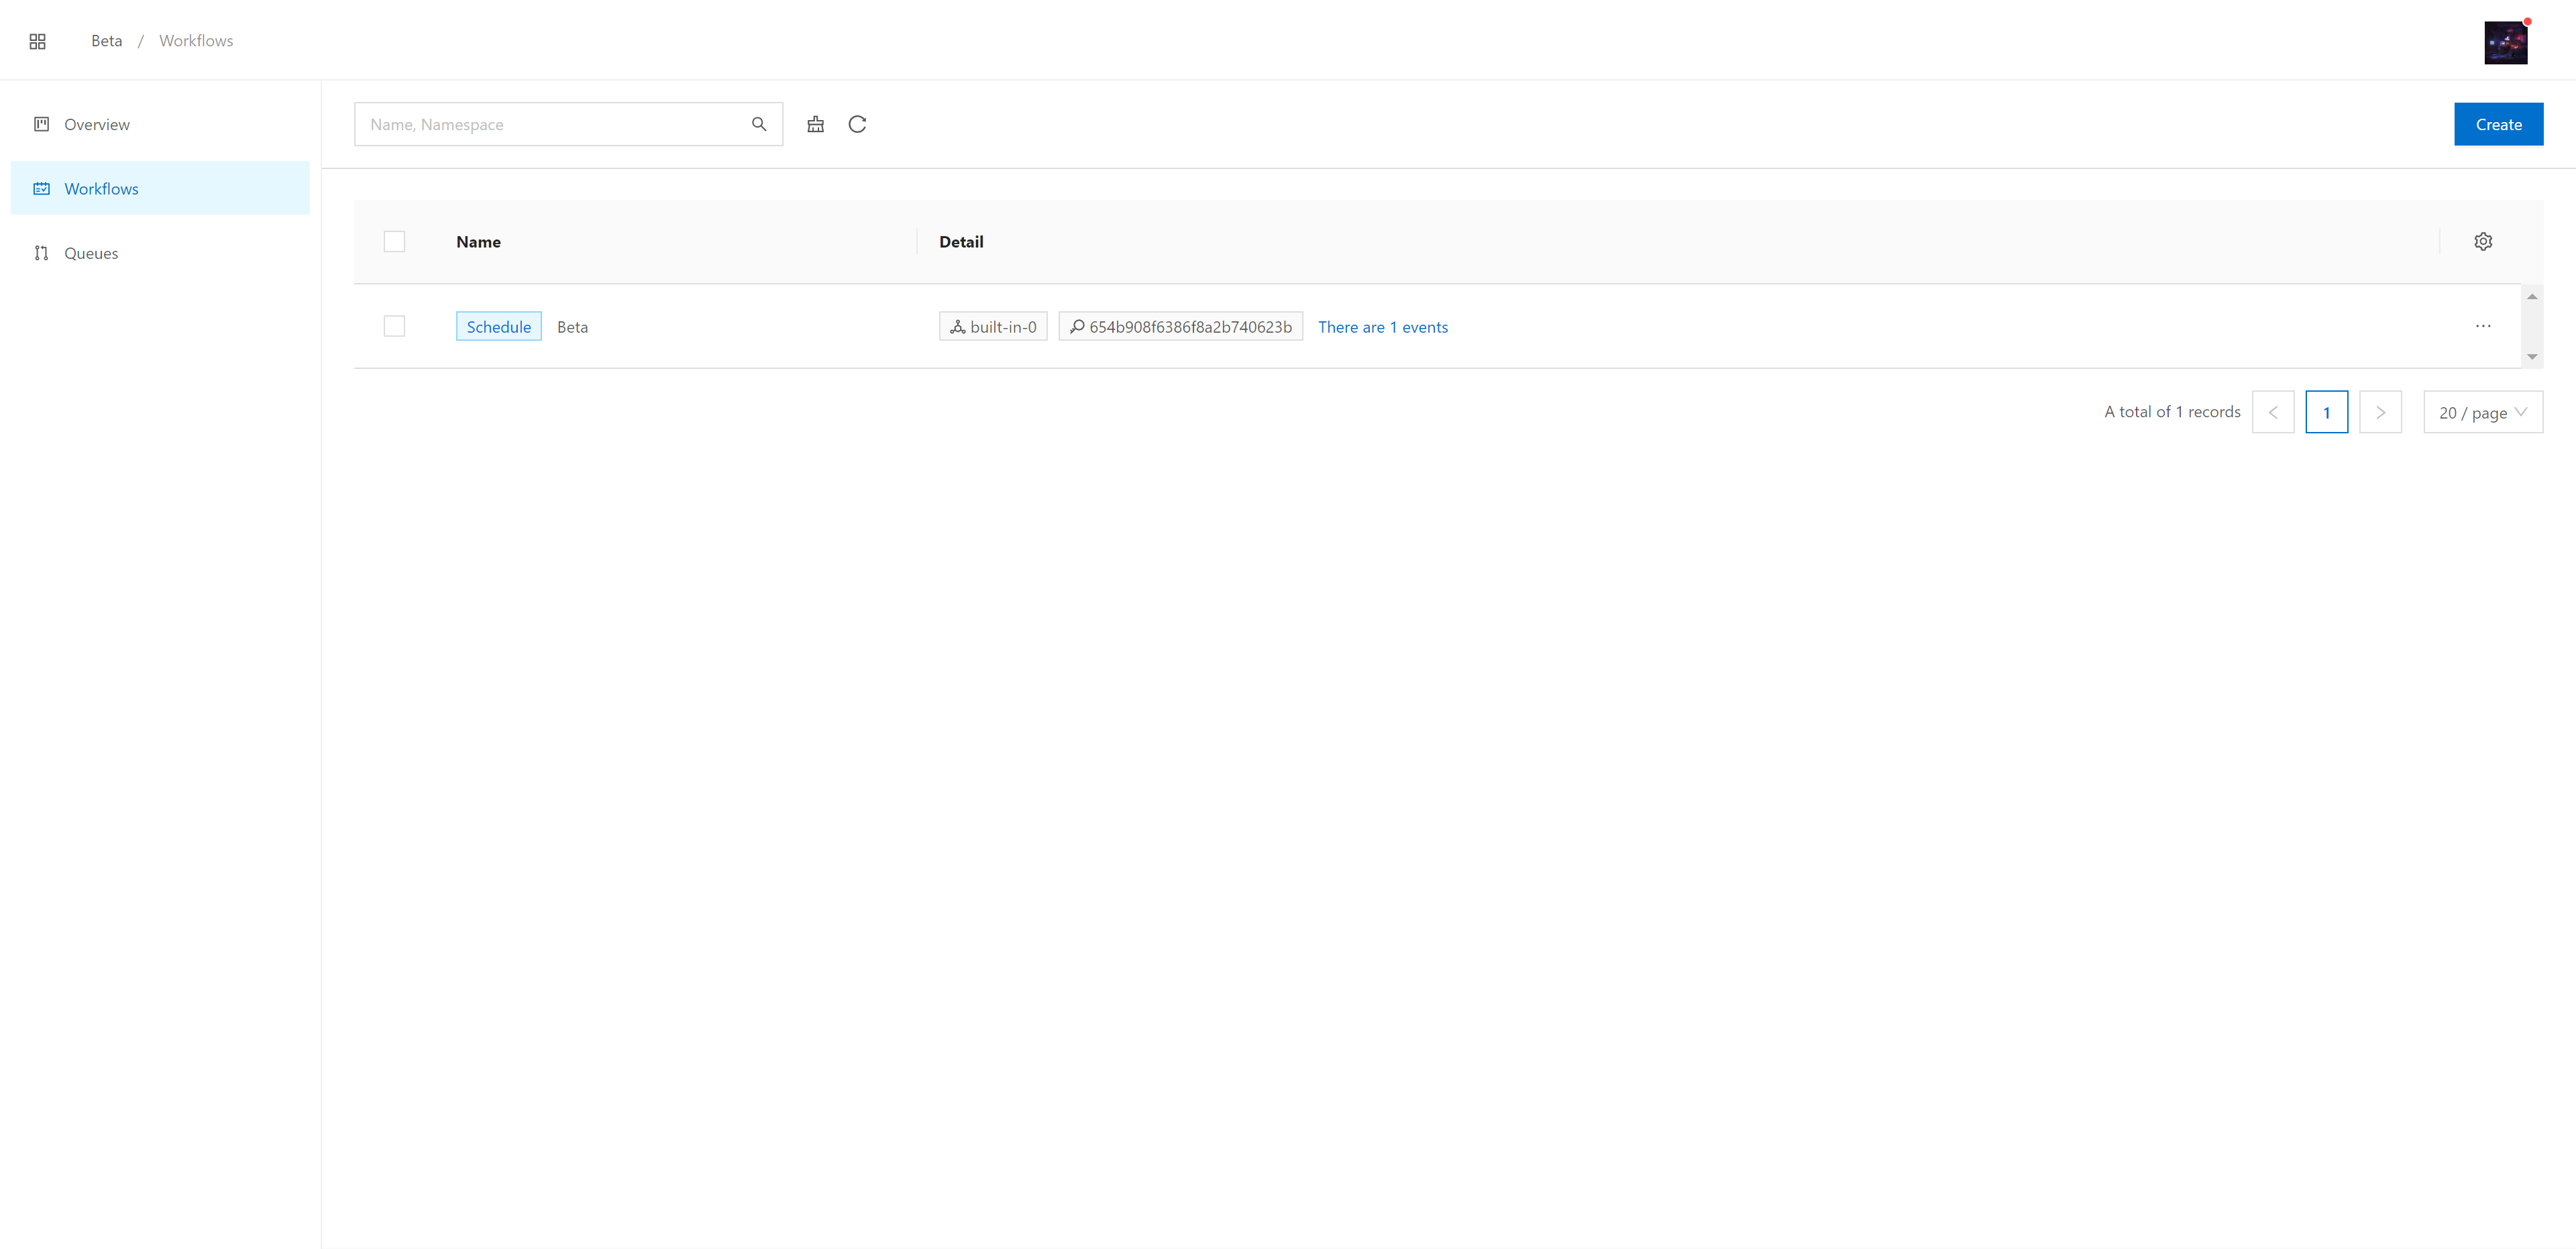 Beta / Workflows
Overview
Workflows
Queues
Name, Namespace
Create
Name Detail
Schedule Beta built-in-0 654b908f6386f8a2b740623b There are 1 events
A total of 1 records 1 20 / page